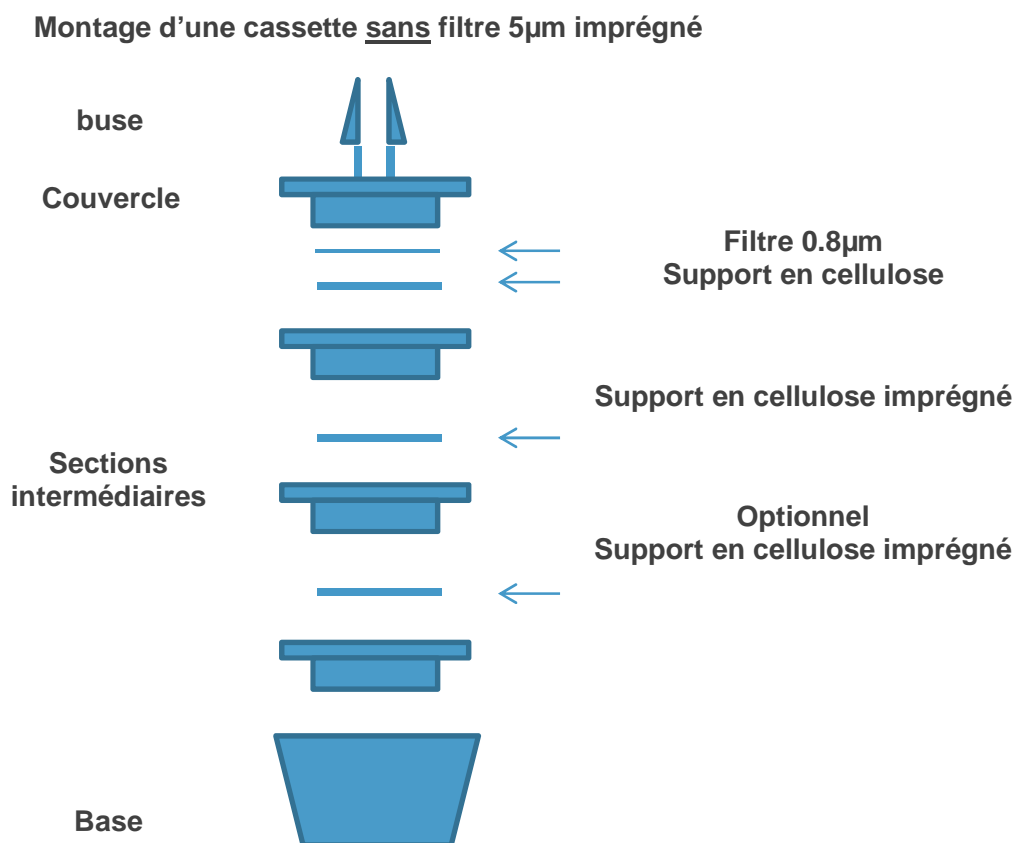 Montage d'une cassette sans filtre 5µm imprégné
buse
Couvercle
Filtre 0.8µm
Support en cellulose
Support en cellulose imprégné
Sections
intermédiaires
Optionnel
Support en cellulose imprégné
Base